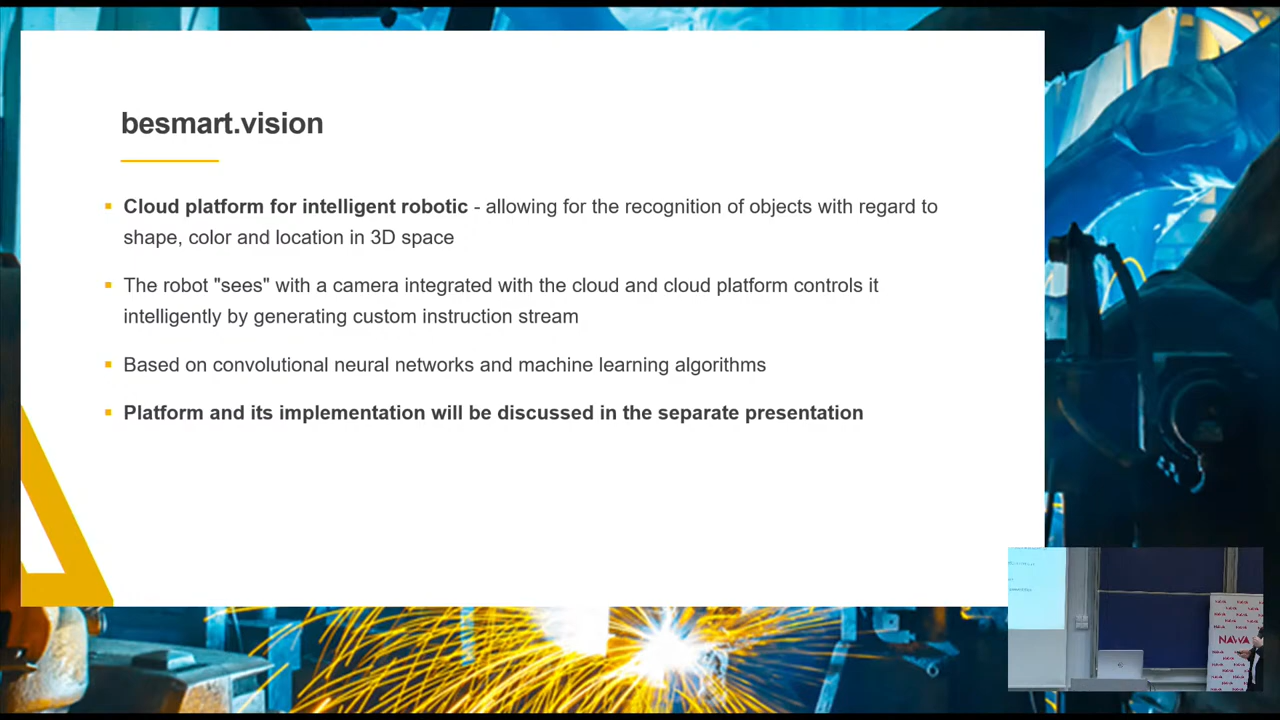 besmart.vision
Cloud platform for intelligent robotic - allowing for the recognition of objects with regard to
shape, color and location in 3D space
The robot "sees" with a camera integrated with the cloud and cloud platform controls it
intelligently by generating custom instruction stream
Based on convolutional neural networks and machine learning algorithms
Platform and its implementation will be discussed in the separate presentation
NAWA